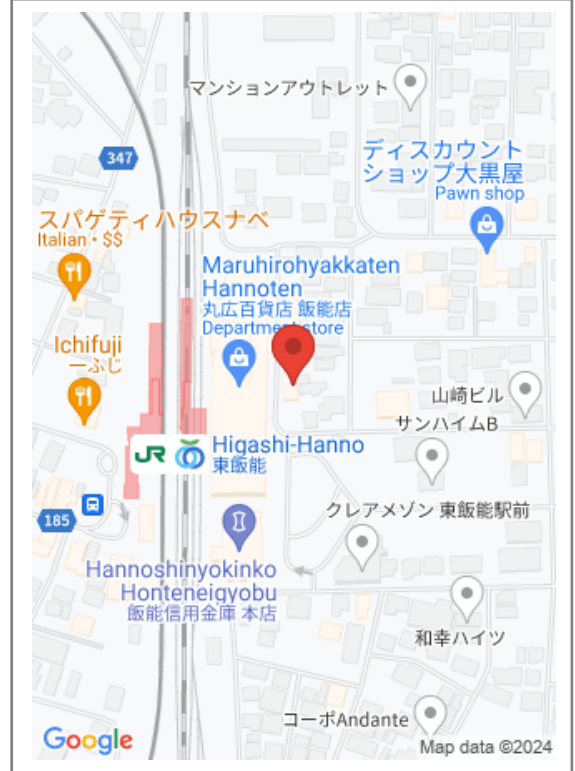 マンションアウトレット
347
ディスカウント
ショップ大黒屋
Pawn shop
スパゲティハウスナベ
Italian・$$
Maruhirohyakkaten
Hannoten
丸広百貨店 飯能店
Department store
Ichifuji
一ふじ
山崎ビル
サンハイムB
JR
Higashi-Hanno
東飯能
185
クレアメゾン 東飯能駅前
Hannoshinyokinko
Honteneigyobu
飯能信用金庫 本店
和幸ハイツ
コーポAndante
Google
Map data ©2024